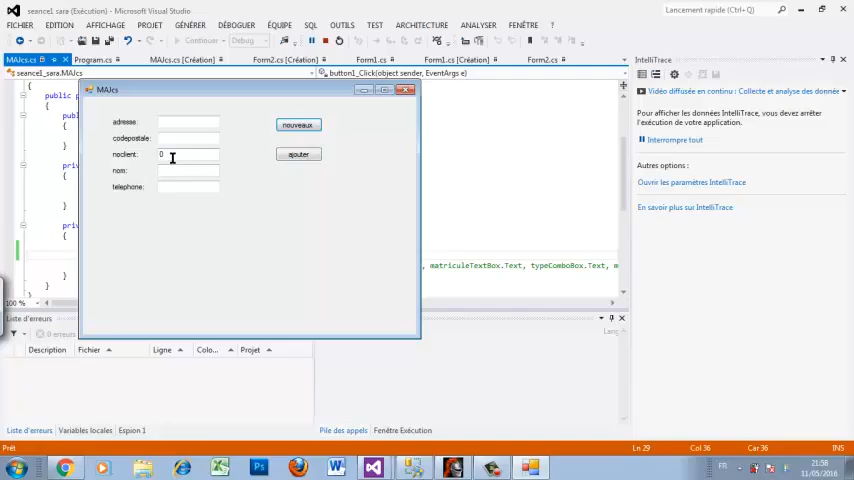 seance1 sara (Exécution) - Microsoft Visual Studio
Lancement rapide (Ctrl+Q)
FICHIER EDITION AFFICHAGE PROJET GÉNÉRER DÉBOGUER ÉQUIPE SQL OUTILS TEST ARCHITECTURE ANALYSER FENÊTRE ?
Continuer Debug
MAJcs.cs Program.cs MAJcs.cs [Création] Form2.cs [Création] Form1.cs Form1.cs [Création] Form2.cs
IntelliTrace
seance1_sara.MAJcs button1_Click(object sender, EventArgs e)
{
public
{
MAJcs
adresse:
codepostale:
noclient: 0
nom:
telephone:
nouveaux
ajouter
{
}
{
, matriculeTextBox.Text, typeComboBox.Text, m
}
}
100 %
Vidéo diffusée en continu : Collecte et analyse des données
Pour afficher les données IntelliTrace, vous devez arrêter
l'exécution de votre application.
Interrompre tout
Autres options :
Ouvrir les paramètres IntelliTrace
En savoir plus sur IntelliTrace
Liste d'erreurs
0 erreurs
Description Fichier Ligne Colo... Projet
Liste d'erreurs Variables locales Espion 1
Pile des appels Fenêtre Exécution
Prêt Ln 29 Col 36 Car 36 INS
FR
21:58
11/05/2016